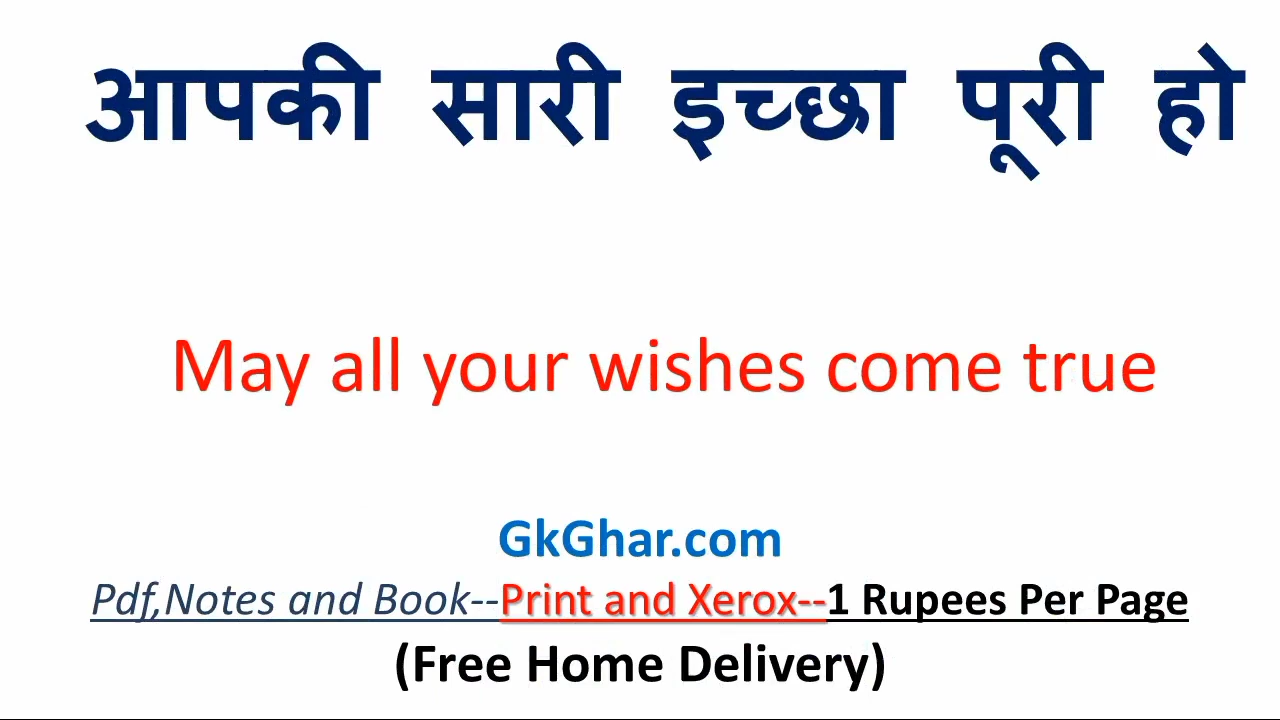 आपकी सारी इच्छा पूरी हो
May all your wishes come true
GkGhar.com
Pdf,Notes and Book--Print and Xerox--1 Rupees Per Page
(Free Home Delivery)